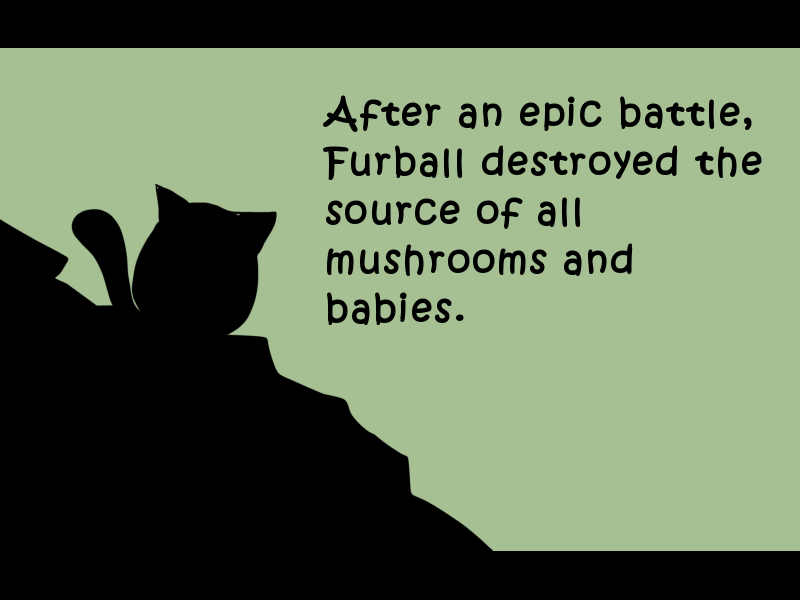 After an epic battle,
Furball destroyed the
source of all
mushrooms and
babies.